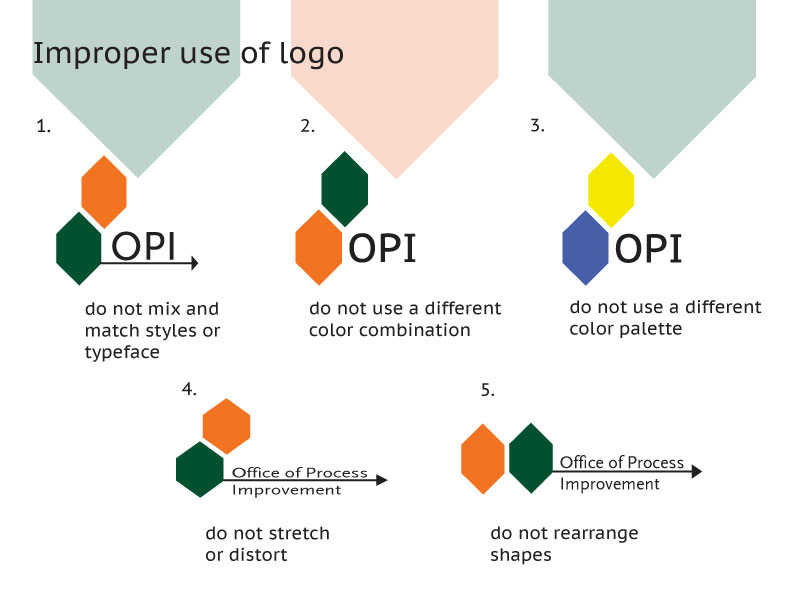 Improper use of logo
1.
OPI
do not mix and
match styles or
typeface
2.
OPI
do not use a different
color combination
3.
OPI
do not use a different
color palette
4.
Office of Process
Improvement
do not stretch
or distort
5.
Office of Process
Improvement
do not rearrange
shapes